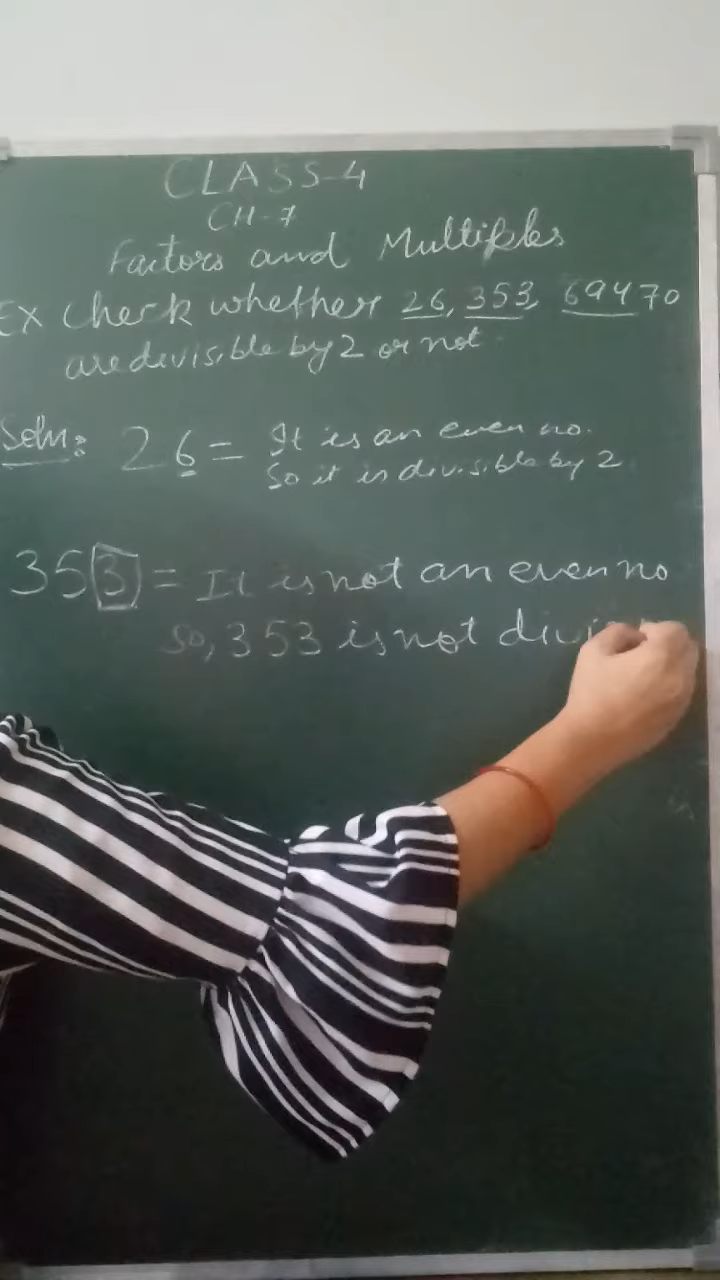 CLASS-4
CH-7
Factors and Multiples
EX Check whether 26, 353, 69470
are divisible by 2 or not.
Soln: 26 = It is an even no.
So it is divisible by 2
353 = It is not an even no
So, 353 is not